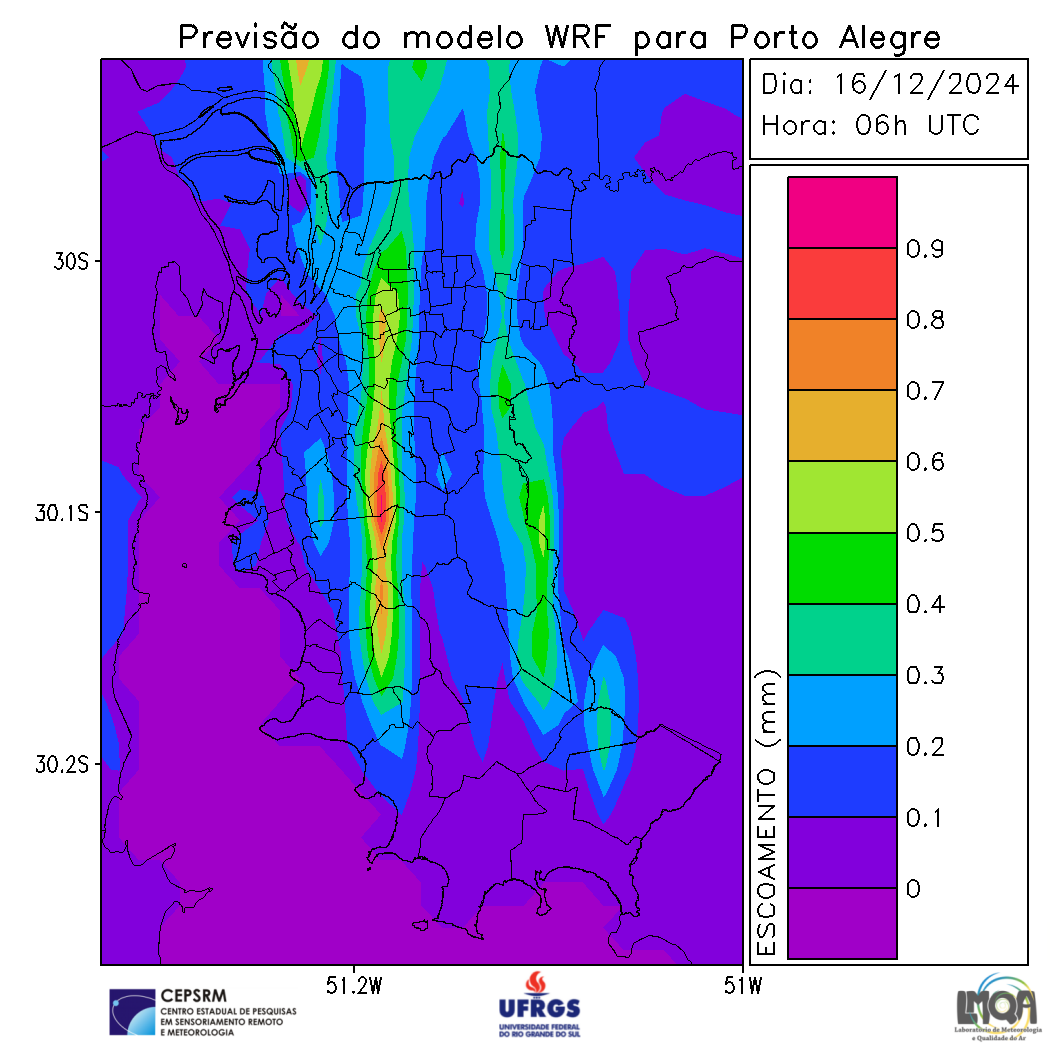 Previsão do modelo WRF para Porto Alegre
Dia: 16/12/2024
Hora: 06h UTC
30S
30.1S
30.2S
51.2W
51W
ESCOAMENTO (mm)
0.9
0.8
0.7
0.6
0.5
0.4
0.3
0.2
0.1
0
CEPSRM
CENTRO ESTADUAL DE PESQUISAS
EM SENSORIAMENTO REMOTO
E METEOROLOGIA
UFRGS
UNIVERSIDADE FEDERAL
DO RIO GRANDE DO SUL
LMQA
Laboratório de Meteorologia
e Qualidade do Ar